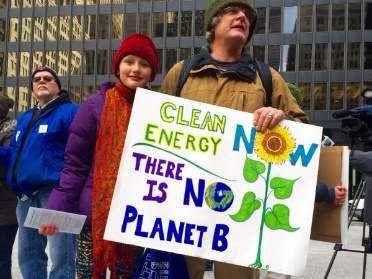 CLEAN
ENERGY NOW
THERE
IS NO
PLANET B